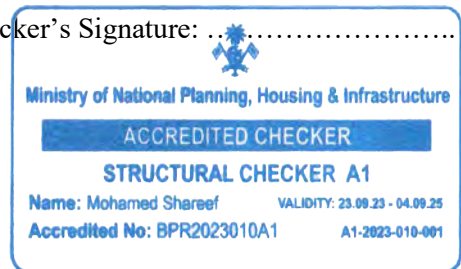 cker’s Signature: ……………………..
Ministry of National Planning, Housing & Infrastructure
ACCREDITED CHECKER
STRUCTURAL CHECKER A1
Name: Mohamed Shareef VALIDITY: 23.09.23 - 04.09.25
Accredited No: BPR2023010A1 A1-2023-010-001